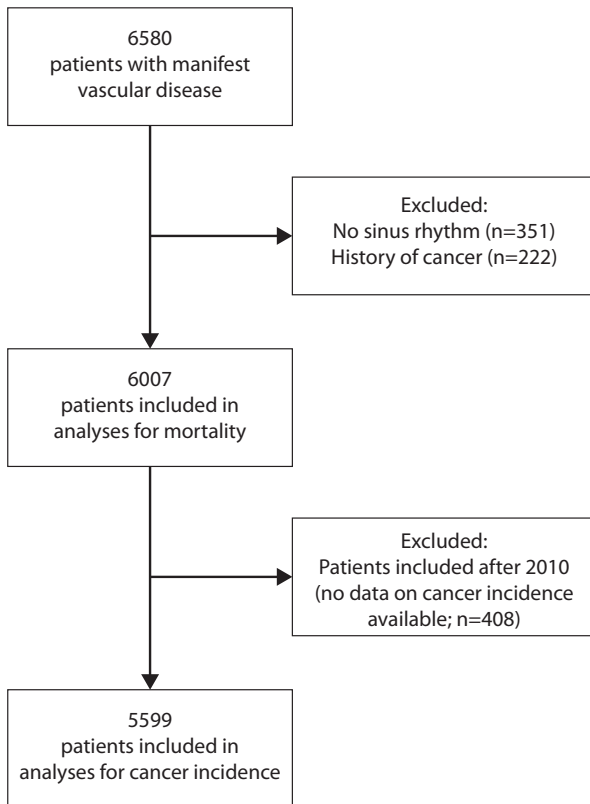 6580
patients with manifest
vascular disease
Excluded:
No sinus rhythm (n=351)
History of cancer (n=222)
6007
patients included in
analyses for mortality
Excluded:
Patients included after 2010
(no data on cancer incidence
available; n=408)
5599
patients included in
analyses for cancer incidence